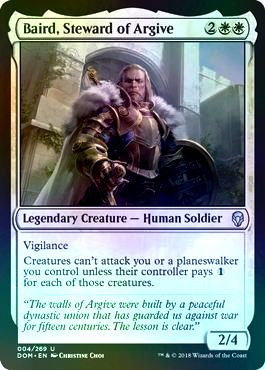 Baird, Steward of Argive 2
Legendary Creature — Human Soldier
Vigilance
Creatures can't attack you or a planeswalker
you control unless their controller pays 1
for each of those creatures.
"The walls of Argive were built by a peaceful
dynastic union that has guarded us against war
for fifteen centuries. The lesson is clear."
2/4
004/269 U
DOM • EN CHRISTINE CHOI
™ & © 2018 Wizards of the Coast